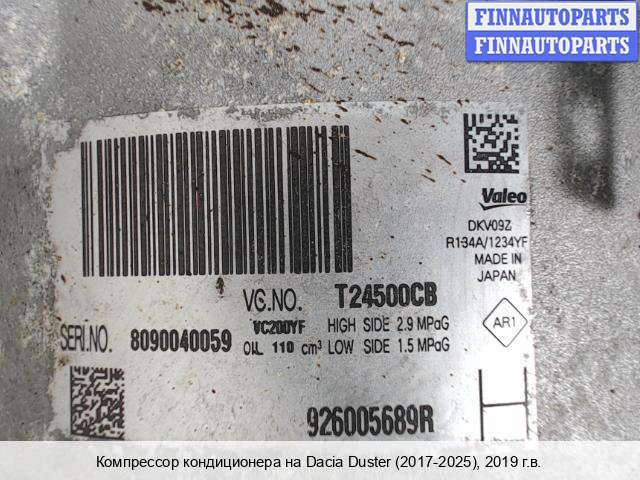 FINNAUTOPARTS
FINNAUTOPARTS
Valeo
DKV09Z
R134A/1234YF
MADE IN
JAPAN
VC.NO. T24500CB
SERI.NO. 8090040059
VC200YF HIGH SIDE 2.9 MPaG
OIL 110 cm³ LOW SIDE 1.5 MPaG
AR1
926005689R
Компрессор кондиционера на Dacia Duster (2017-2025), 2019 г.в.